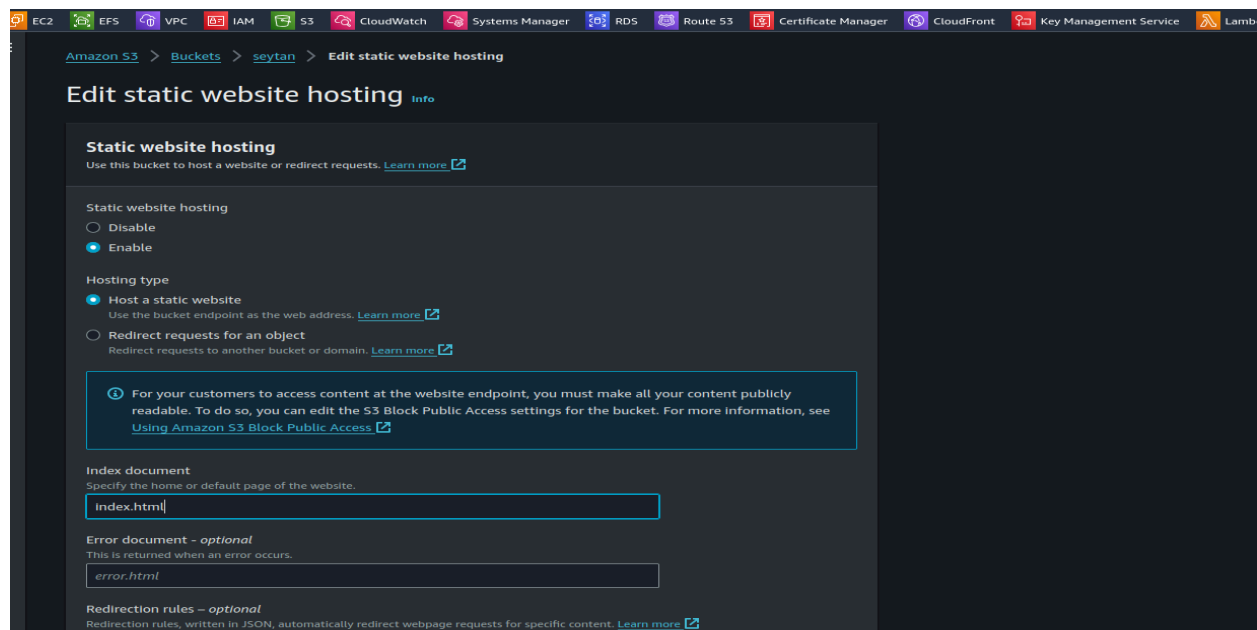 EC2 EFS VPC IAM S3 CloudWatch Systems Manager RDS Route 53 Certificate Manager CloudFront Key Management Service Lamb
Amazon S3 > Buckets > seytan > Edit static website hosting
Edit static website hosting Info
Static website hosting
Use this bucket to host a website or redirect requests. Learn more
Static website hosting
Disable
Enable
Hosting type
Host a static website
Use the bucket endpoint as the web address. Learn more
Redirect requests for an object
Redirect requests to another bucket or domain. Learn more
For your customers to access content at the website endpoint, you must make all your content publicly
readable. To do so, you can edit the S3 Block Public Access settings for the bucket. For more information, see
Using Amazon S3 Block Public Access
Index document
Specify the home or default page of the website.
index.html
Error document – optional
This is returned when an error occurs.
error.html
Redirection rules – optional
Redirection rules, written in JSON, automatically redirect webpage requests for specific content. Learn more